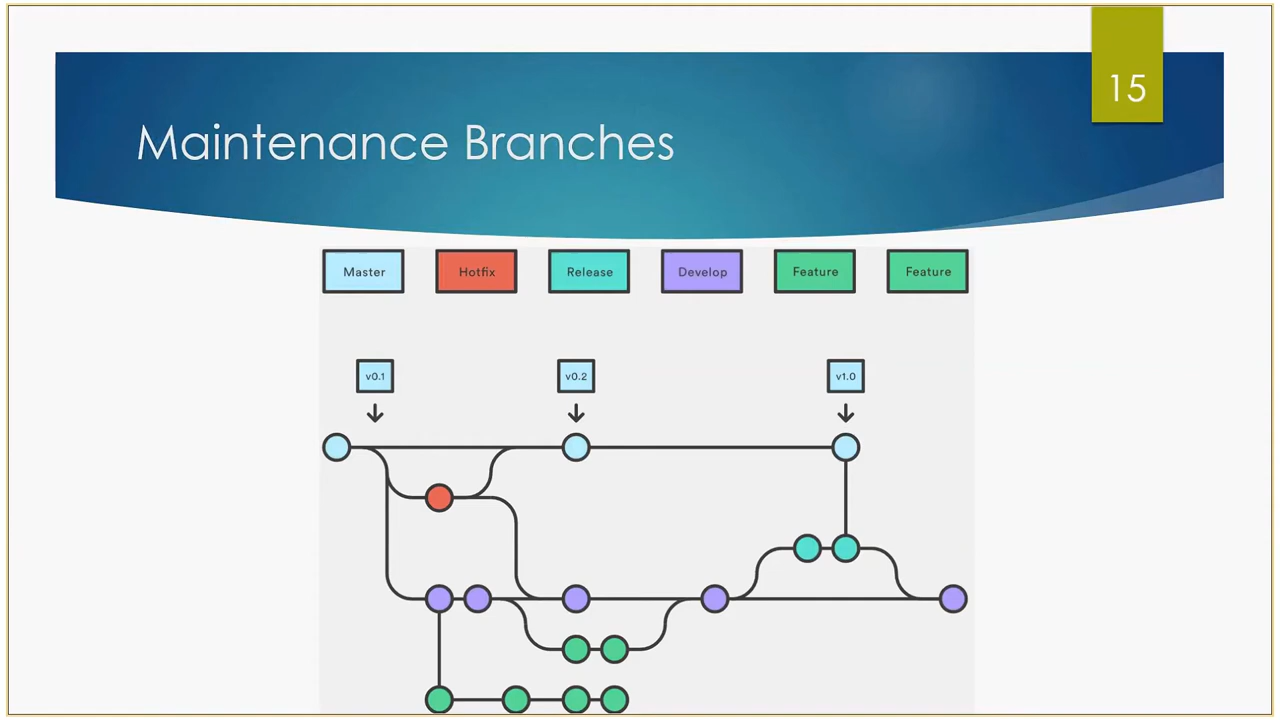 15
Maintenance Branches
Master Hotfix Release Develop Feature Feature
v0.1 v0.2 v1.0